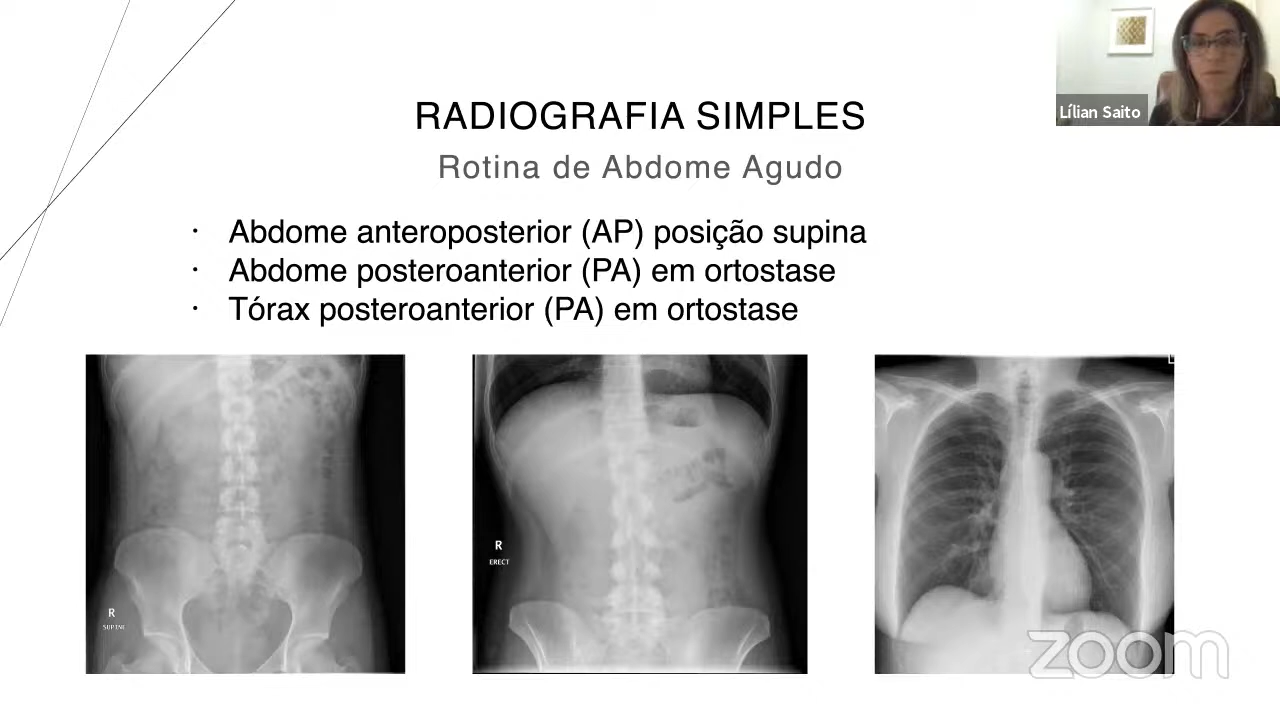 Lílian Saito
RADIOGRAFIA SIMPLES
Rotina de Abdome Agudo
· Abdome anteroposterior (AP) posição supina
· Abdome posteroanterior (PA) em ortostase
· Tórax posteroanterior (PA) em ortostase
R
SUPINE
R
ERECT
zoom